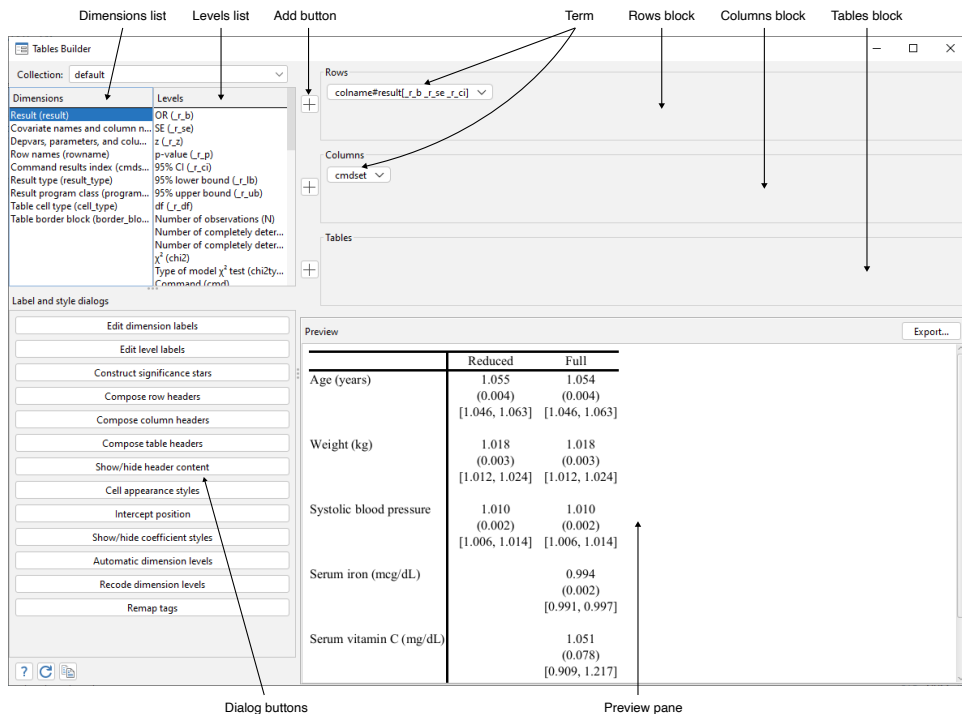 Dimensions list Levels list Add button Term Rows block Columns block Tables block
Tables Builder
Collection: default
Dimensions Levels
Result (result) OR (_r_b)
Covariate names and column n... SE (_r_se)
Depvars, parameters, and colu... z (_r_z)
Row names (rowname) p-value (_r_p)
Command results index (cmds... 95% CI (_r_ci)
Result type (result_type) 95% lower bound (_r_lb)
Result program class (program... 95% upper bound (_r_ub)
Table cell type (cell_type) df (_r_df)
Table border block (border_blo... Number of observations (N)
Number of completely deter...
Number of completely deter...
χ² (chi2)
Type of model χ² test (chi2ty...
Command (cmd)
Rows
colname#result[_r_b _r_se _r_ci]
Columns
cmdset
Tables
Label and style dialogs
Edit dimension labels
Edit level labels
Construct significance stars
Compose row headers
Compose column headers
Compose table headers
Show/hide header content
Cell appearance styles
Intercept position
Show/hide coefficient styles
Automatic dimension levels
Recode dimension levels
Remap tags
?
Preview Export...
Reduced Full
Age (years) 1.055 1.054
(0.004) (0.004)
[1.046, 1.063] [1.046, 1.063]
Weight (kg) 1.018 1.018
(0.003) (0.003)
[1.012, 1.024] [1.012, 1.024]
Systolic blood pressure 1.010 1.010
(0.002) (0.002)
[1.006, 1.014] [1.006, 1.014]
Serum iron (mcg/dL) 0.994
(0.002)
[0.991, 0.997]
Serum vitamin C (mg/dL) 1.051
(0.078)
[0.909, 1.217]
Dialog buttons Preview pane